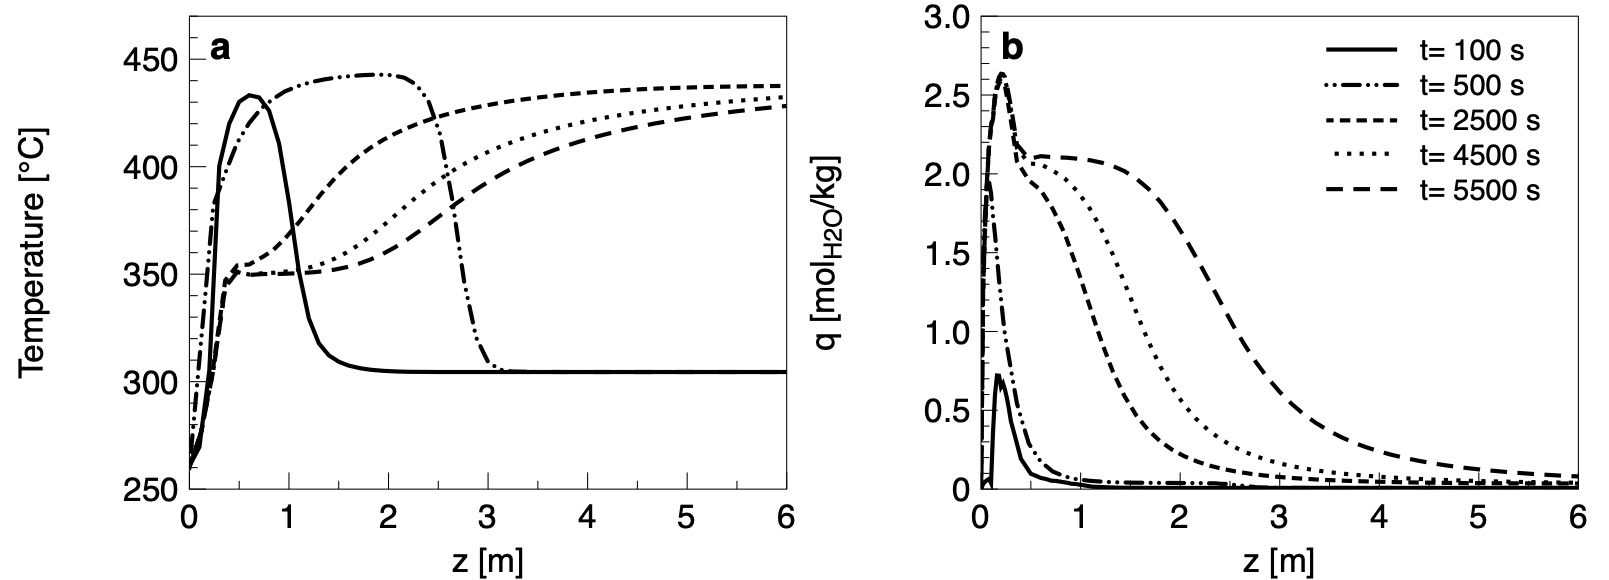 a
Temperature [°C]
450
400
350
300
250
0 1 2 3 4 5 6
z [m]
b
q [molH2O/kg]
3.0
2.5
2.0
1.5
1.0
0.5
0
0 1 2 3 4 5 6
z [m]
t= 100 s
t= 500 s
t= 2500 s
t= 4500 s
t= 5500 s